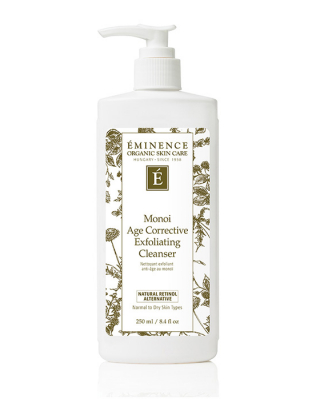 ÉMINENCE
ORGANIC SKIN CARE
HUNGARY • SINCE 1958
É
Monoi
Age Corrective
Exfoliating
Cleanser
Nettoyant exfoliant
anti-âge au monoï
NATURAL RETINOL
ALTERNATIVE
Normal to Dry Skin Types
250 ml / 8.4 fl oz